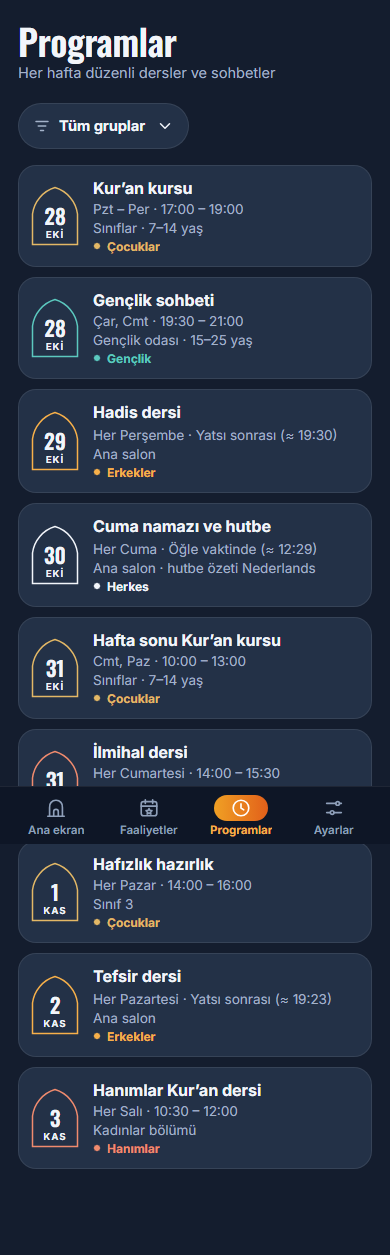 Programlar
Her hafta düzenli dersler ve sohbetler
Tüm gruplar
28
EKİ
Kur’an kursu
Pzt – Per · 17:00 – 19:00
Sınıflar · 7–14 yaş
Çocuklar
28
EKİ
Gençlik sohbeti
Çar, Cmt · 19:30 – 21:00
Gençlik odası · 15–25 yaş
Gençlik
29
EKİ
Hadis dersi
Her Perşembe · Yatsı sonrası (≈ 19:30)
Ana salon
Erkekler
30
EKİ
Cuma namazı ve hutbe
Her Cuma · Öğle vaktinde (≈ 12:29)
Ana salon · hutbe özeti Nederlands
Herkes
31
EKİ
Hafta sonu Kur’an kursu
Cmt, Paz · 10:00 – 13:00
Sınıflar · 7–14 yaş
Çocuklar
31
İlmihal dersi
Her Cumartesi · 14:00 – 15:30
Ana ekran
Faaliyetler
Programlar
Ayarlar
1
KAS
Hafızlık hazırlık
Her Pazar · 14:00 – 16:00
Sınıf 3
Çocuklar
2
KAS
Tefsir dersi
Her Pazartesi · Yatsı sonrası (≈ 19:23)
Ana salon
Erkekler
3
KAS
Hanımlar Kur’an dersi
Her Salı · 10:30 – 12:00
Kadınlar bölümü
Hanımlar